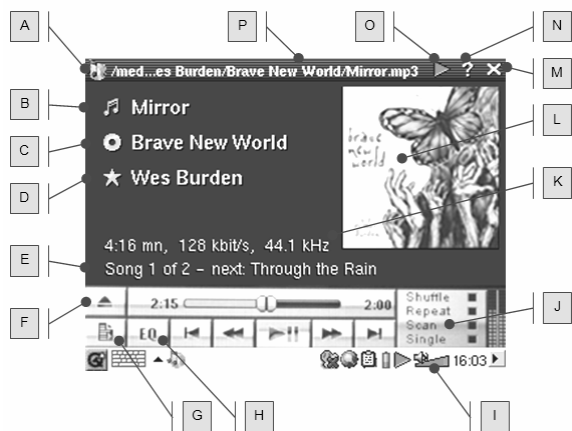 A
P
O
N
/med...es Burden/Brave New World/Mirror.mp3 ?
M
B
Mirror
C
Brave New World
L
brave new world
D
Wes Burden
K
4:16 mn, 128 kbit/s, 44.1 kHz
E
Song 1 of 2 - next: Through the Rain
F
2:15 2:00
Shuffle
Repeat
Scan
Single
J
EQ
16:03
G
H
I